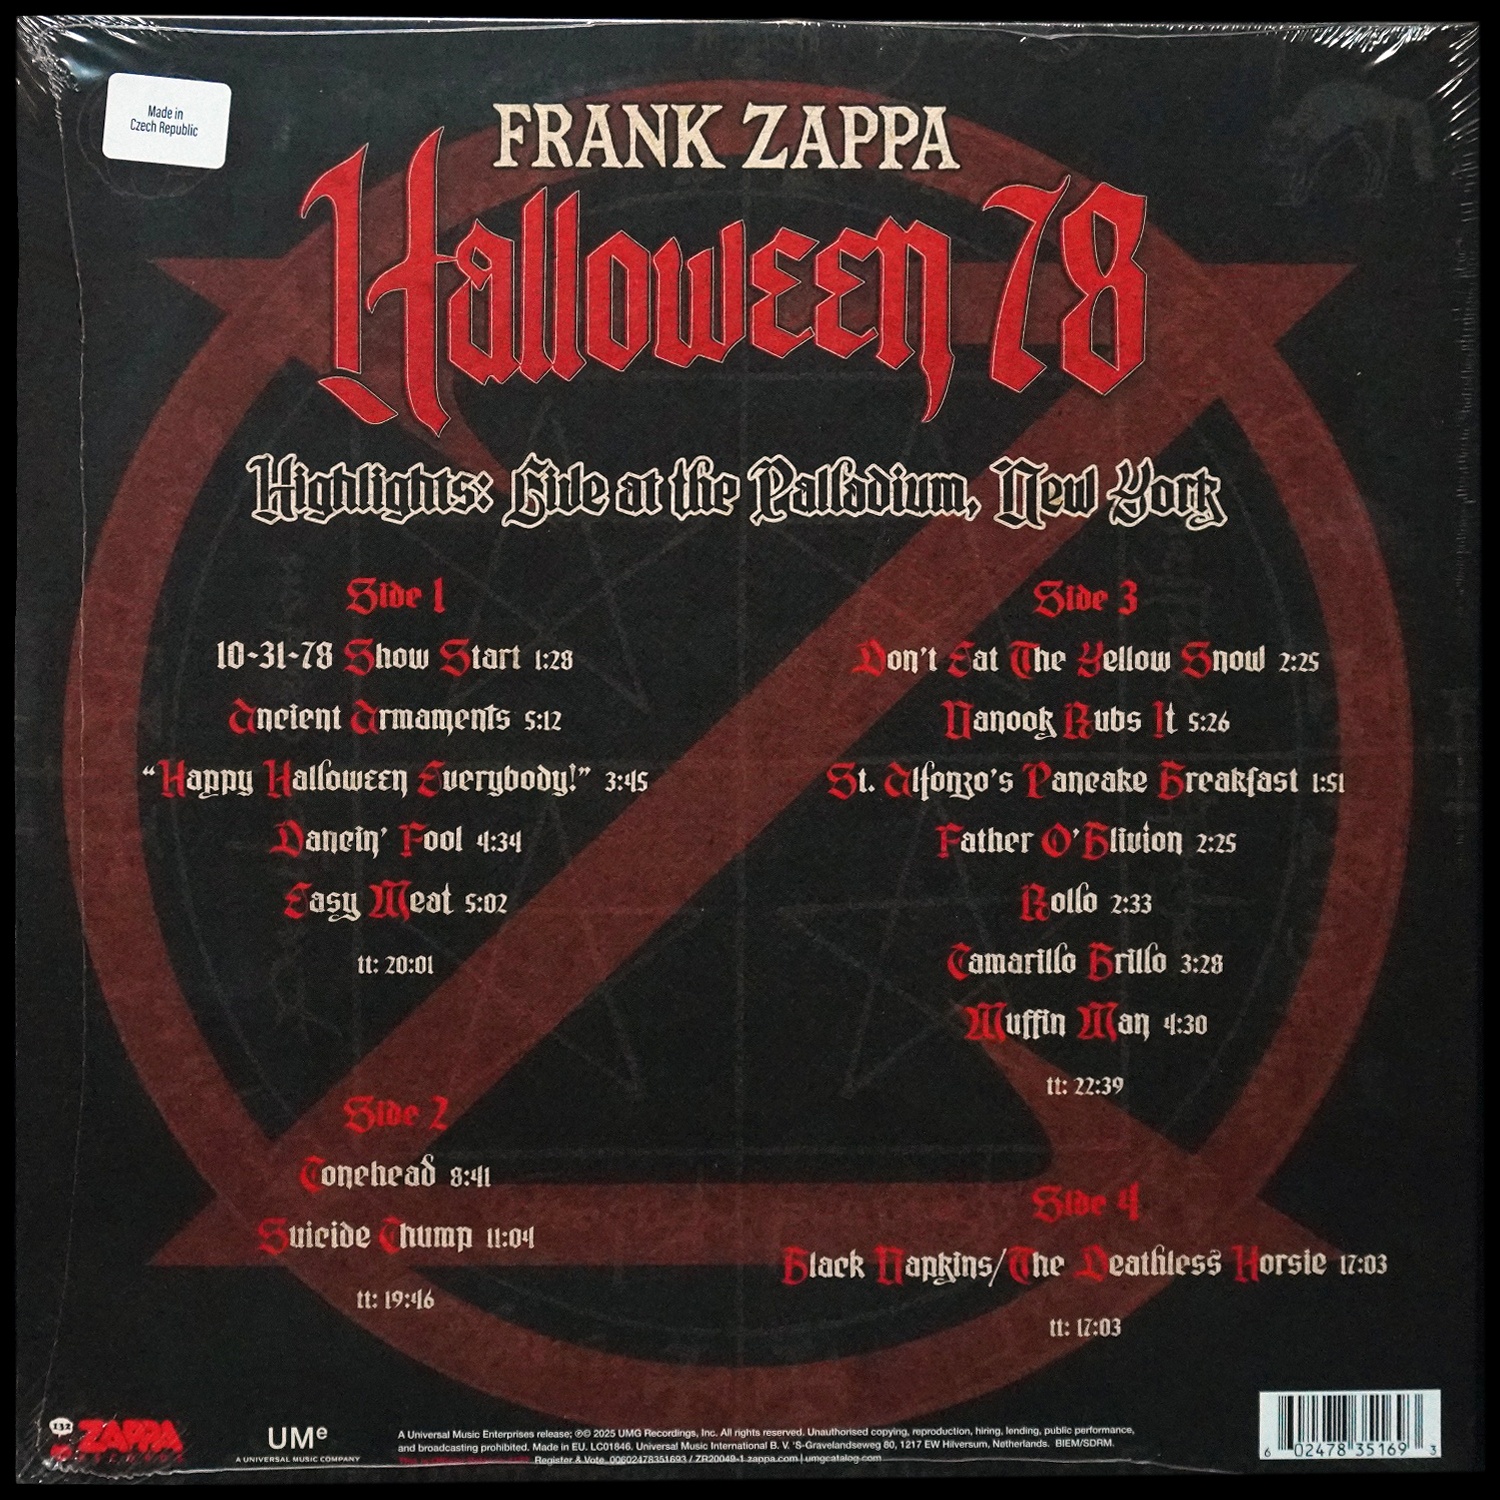 Made in
Czech Republic
FRANK ZAPPA
Halloween 78
Highlights: Live at the Palladium, New York
Side 1
10-31-78 Show Start 1:28
Ancient Armaments 5:12
“Happy Halloween Everybody!” 3:45
Dancin’ Fool 4:34
Easy Meat 5:02
tt: 20:01
Side 2
Conehead 8:41
Suicide Chump 11:04
tt: 19:46
Side 3
Don’t Eat The Yellow Snow 2:25
Nanook Rubs It 5:26
St. Alfonzo’s Pancake Breakfast 1:51
Father O’Blivion 2:25
Rollo 2:33
Camarillo Brillo 3:28
Muffin Man 4:30
tt: 22:39
Side 4
Black Napkins/The Deathless Horsie 17:03
tt: 17:03
132
ZAPPA
RECORDS
UMe
A UNIVERSAL MUSIC COMPANY
A Universal Music Enterprises release; ℗© 2025 UMG Recordings, Inc. All rights reserved. Unauthorised copying, reproduction, hiring, lending, public performance,
and broadcasting prohibited. Made in EU. LC01846. Universal Music International B. V. 'S-Gravelandseweg 80, 1217 EW Hilversum, Netherlands. BIEM/SDRM.
Register & Vote. 00602478351693 / ZR20049-1 zappa.com | umgcatalog.com
6 02478 35169 3